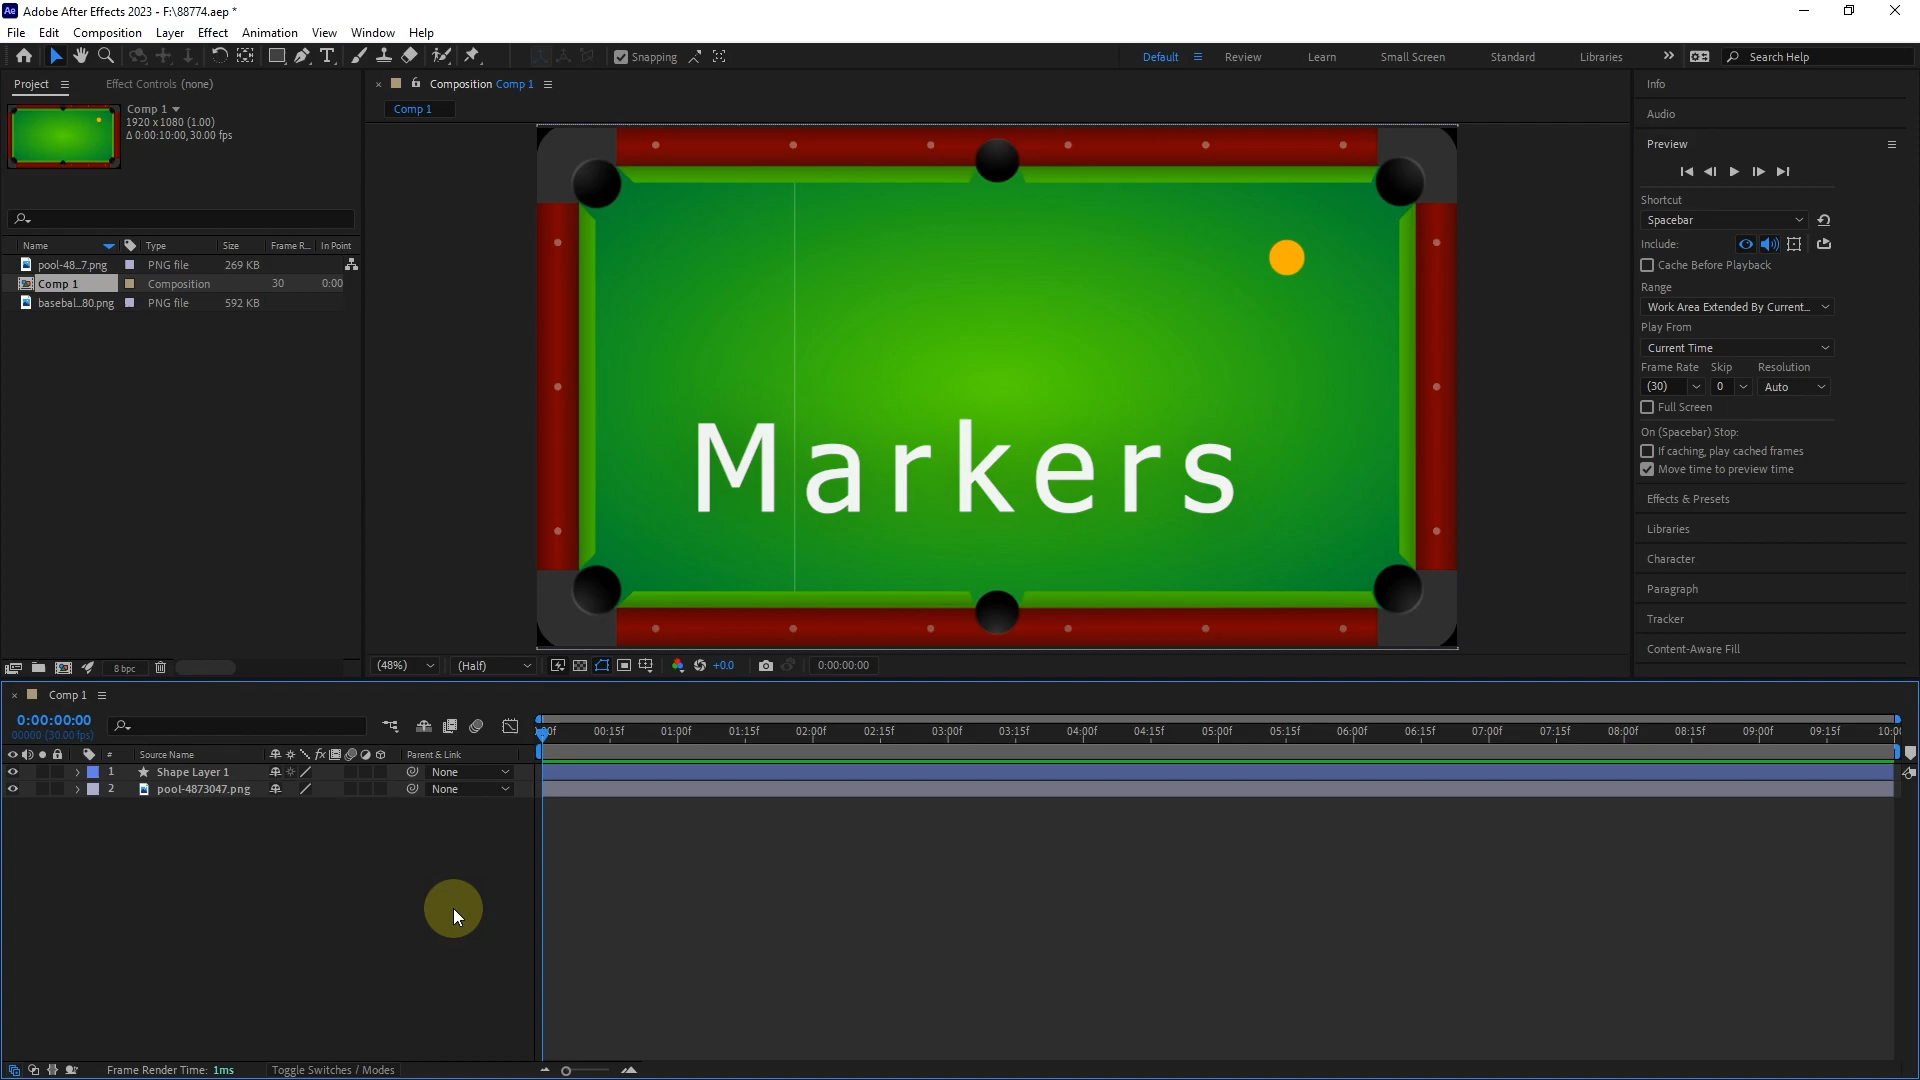 Adobe After Effects 2023 - F:\88774.aep *
File Edit Composition Layer Effect Animation View Window Help
Snapping Default Review Learn Small Screen Standard Libraries Search Help
Project Effect Controls (none)
Composition Comp 1
Comp 1
Comp 1
1920 x 1080 (1.00)
Δ 0:00:10:00, 30.00 fps
Name Type Size Frame R... In Point
pool-48...7.png PNG file 269 KB
Comp 1 Composition 30 0:00
basebal...80.png PNG file 592 KB
8 bpc
Markers
(48%) (Half) +0.0 0:00:00:00
Info
Audio
Preview
Shortcut
Spacebar
Include:
Cache Before Playback
Range
Work Area Extended By Current...
Play From
Current Time
Frame Rate Skip Resolution
(30) 0 Auto
Full Screen
On (Spacebar) Stop:
If caching, play cached frames
Move time to preview time
Effects & Presets
Libraries
Character
Paragraph
Tracker
Content-Aware Fill
Comp 1
0:00:00:00
00000 (30.00 fps)
00:15f 01:00f 01:15f 02:00f 02:15f 03:00f 03:15f 04:00f 04:15f 05:00f 05:15f 06:00f 06:15f 07:00f 07:15f 08:00f 08:15f 09:00f 09:15f 10:00
# Source Name fx Parent & Link
1 Shape Layer 1 None
2 pool-4873047.png None
Frame Render Time: 1ms Toggle Switches / Modes